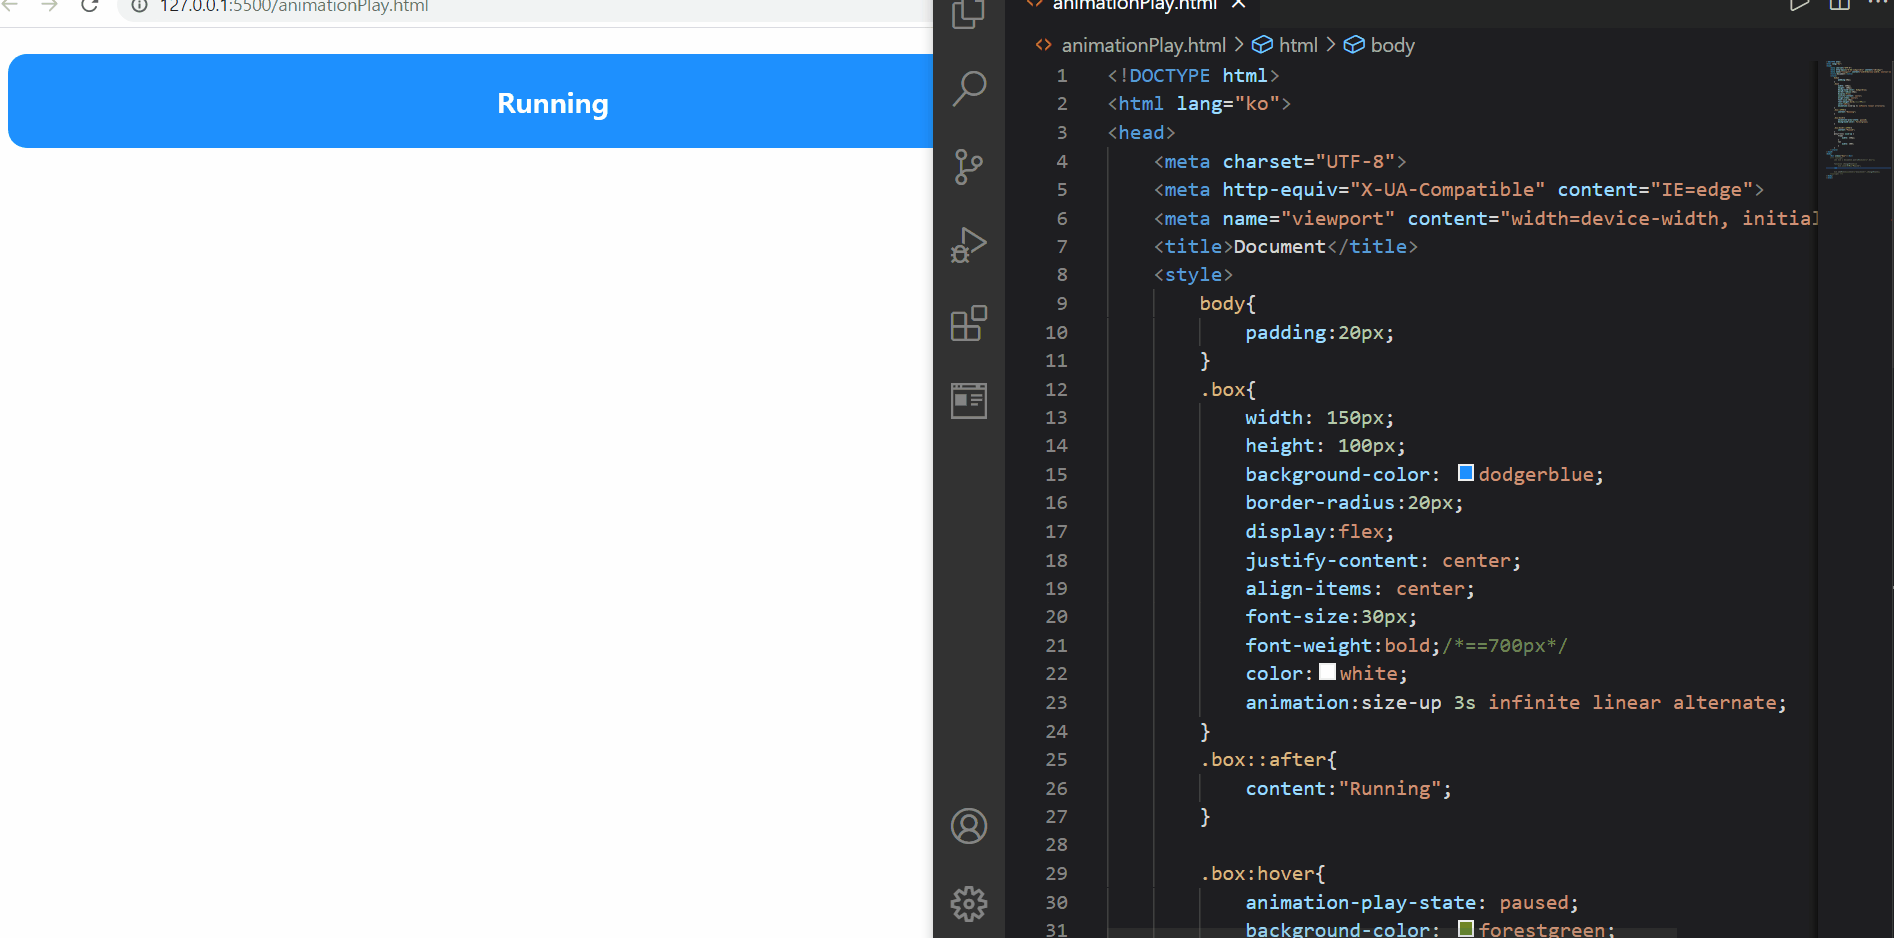 127.0.0.1:5500/animationPlay.html
Running
animationPlay.html
animationPlay.html > html > body
1 <!DOCTYPE html>
2 <html lang="ko">
3 <head>
4 <meta charset="UTF-8">
5 <meta http-equiv="X-UA-Compatible" content="IE=edge">
6 <meta name="viewport" content="width=device-width, initial
7 <title>Document</title>
8 <style>
9 body{
10 padding:20px;
11 }
12 .box{
13 width: 150px;
14 height: 100px;
15 background-color: dodgerblue;
16 border-radius:20px;
17 display:flex;
18 justify-content: center;
19 align-items: center;
20 font-size:30px;
21 font-weight:bold;/*==700px*/
22 color:white;
23 animation:size-up 3s infinite linear alternate;
24 }
25 .box::after{
26 content:"Running";
27 }
28
29 .box:hover{
30 animation-play-state: paused;
31 background-color: forestgreen;